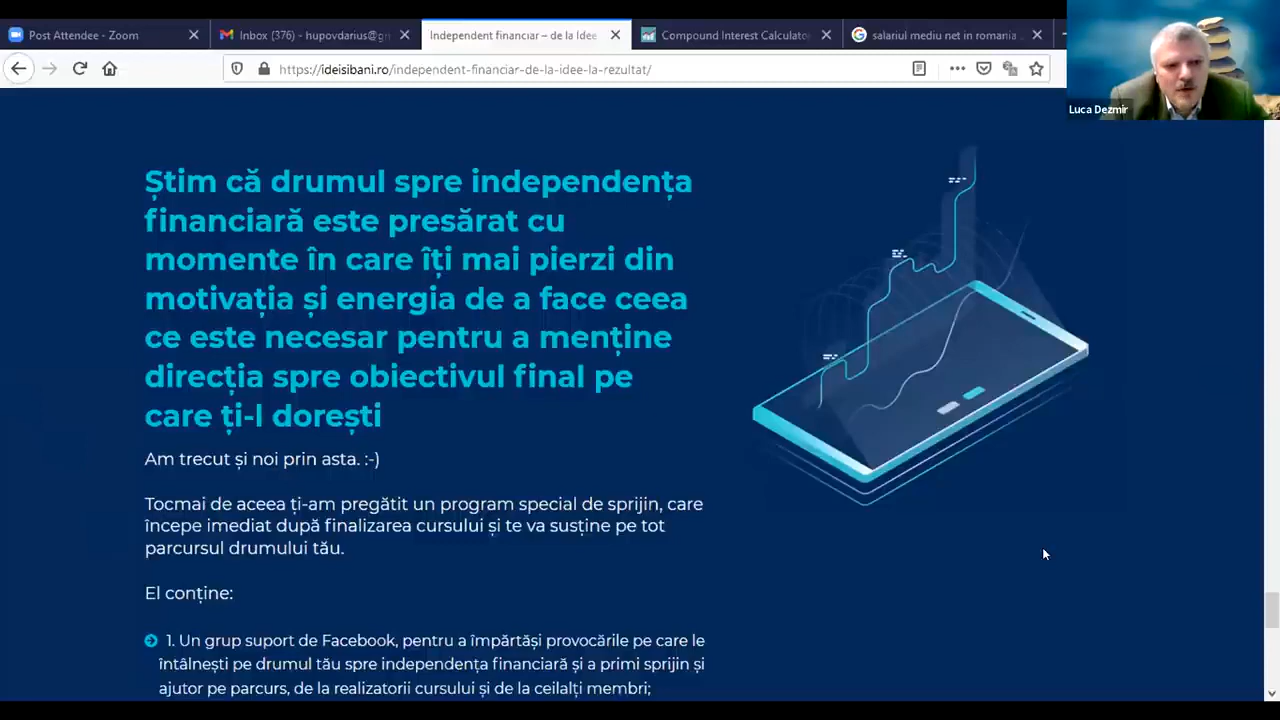 Post Attendee - Zoom
Inbox (376) - hupovdarius@gm
Independent financiar – de la Idee
Compound Interest Calculator
salariul mediu net in romania
https://ideisibani.ro/independent-financiar-de-la-idee-la-rezultat/
Luca Dezmir
Știm că drumul spre independența
financiară este presărat cu
momente în care îți mai pierzi din
motivația și energia de a face ceea
ce este necesar pentru a menține
direcția spre obiectivul final pe
care ți-l dorești
Am trecut și noi prin asta. :-)
Tocmai de aceea ți-am pregătit un program special de sprijin, care
începe imediat după finalizarea cursului și te va susține pe tot
parcursul drumului tău.
El conține:
1. Un grup suport de Facebook, pentru a împărtăși provocările pe care le
întâlnești pe drumul tău spre independența financiară și a primi sprijin și
ajutor pe parcurs, de la realizatorii cursului și de la ceilalți membri;